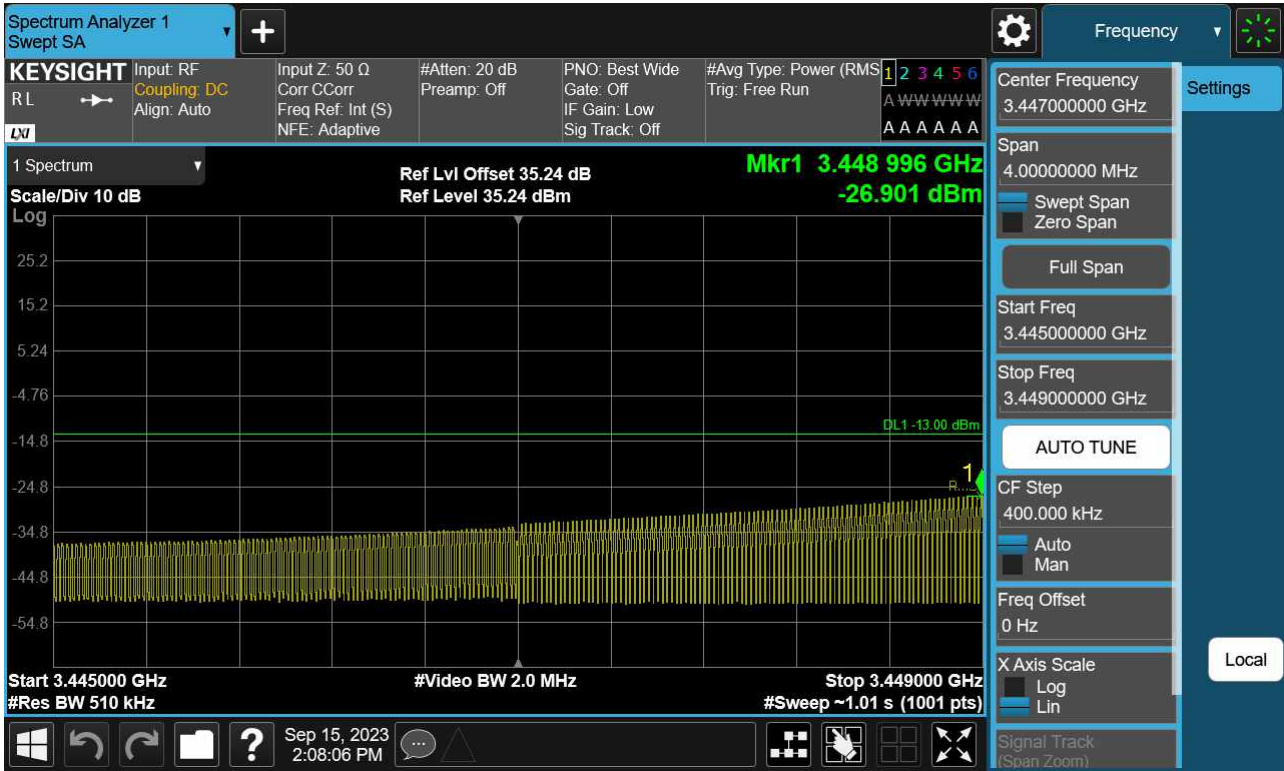 Spectrum Analyzer 1
Swept SA
Frequency
KEYSIGHT
R L
LXI
Input: RF
Coupling: DC
Align: Auto
Input Z: 50 Ω
Corr CCorr
Freq Ref: Int (S)
NFE: Adaptive
#Atten: 20 dB
Preamp: Off
PNO: Best Wide
Gate: Off
IF Gain: Low
Sig Track: Off
#Avg Type: Power (RMS
Trig: Free Run
1 2 3 4 5 6
A W W W W W
A A A A A A
1 Spectrum
Scale/Div 10 dB
Log
Ref Lvl Offset 35.24 dB
Ref Level 35.24 dBm
Mkr1 3.448 996 GHz
-26.901 dBm
25.2
15.2
5.24
-4.76
-14.8
-24.8
-34.8
-44.8
-54.8
DL1 -13.00 dBm
1
Start 3.445000 GHz
#Res BW 510 kHz
#Video BW 2.0 MHz
Stop 3.449000 GHz
#Sweep ~1.01 s (1001 pts)
Center Frequency
3.447000000 GHz
Span
4.00000000 MHz
Swept Span
Zero Span
Full Span
Start Freq
3.445000000 GHz
Stop Freq
3.449000000 GHz
AUTO TUNE
CF Step
400.000 kHz
Auto
Man
Freq Offset
0 Hz
X Axis Scale
Log
Lin
Signal Track
(Span Zoom)
Settings
Local
?
Sep 15, 2023
2:08:06 PM